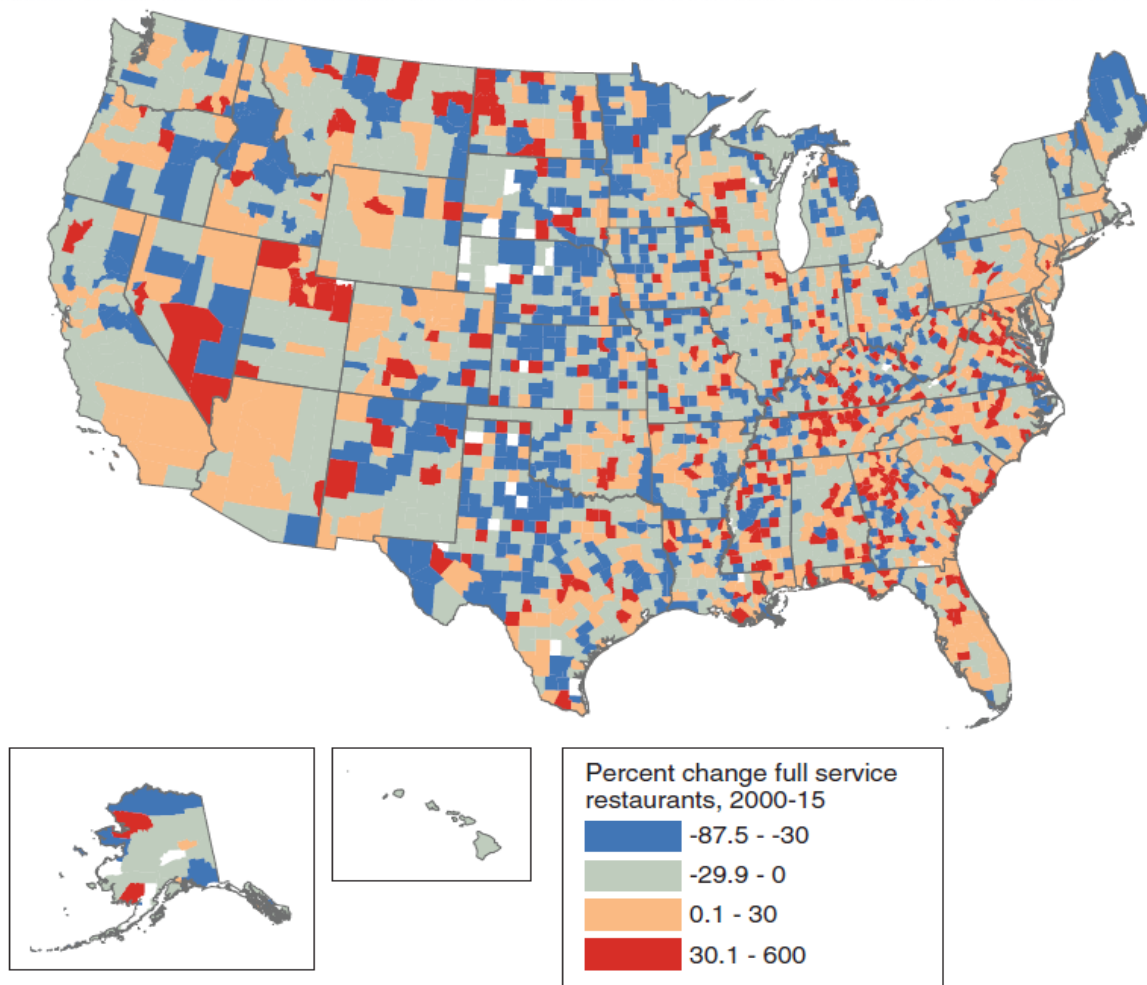 Percent change full service
restaurants, 2000-15
-87.5 - -30
-29.9 - 0
0.1 - 30
30.1 - 600